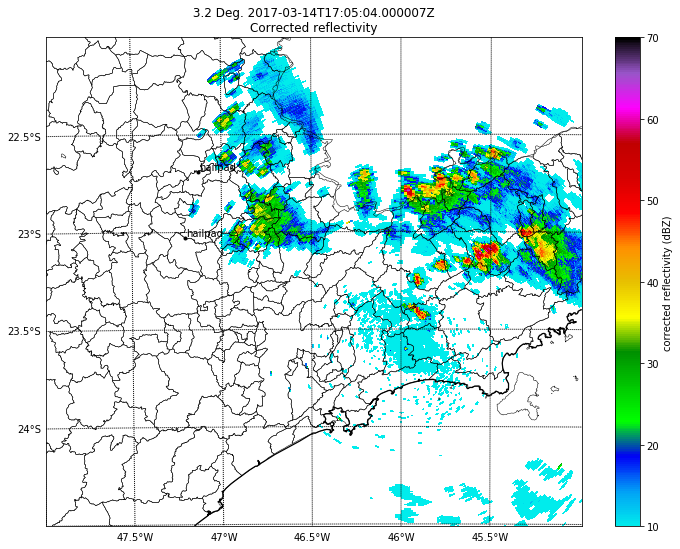 3.2 Deg. 2017-03-14T17:05:04.000007Z
Corrected reflectivity
70
60
50
40
30
20
10
corrected reflectivity (dBZ)
22.5°S
23°S
23.5°S
24°S
hailpad
hailpad
47.5°W
47°W
46.5°W
46°W
45.5°W